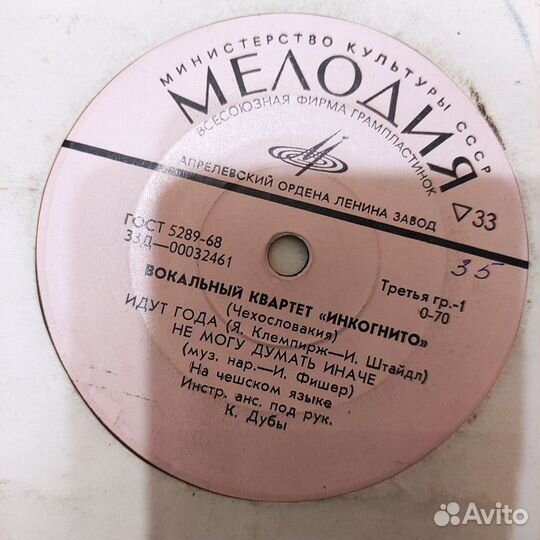 МИНИСТЕРСТВО КУЛЬТУРЫ СССР
МЕЛОДИЯ
ВСЕСОЮЗНАЯ ФИРМА ГРАМПЛАСТИНОК
АПРЕЛЕВСКИЙ ОРДЕНА ЛЕНИНА ЗАВОД
33
ГОСТ 5289-68
33Д—00032461
35
Третья гр.-1
0-70
ВОКАЛЬНЫЙ КВАРТЕТ «ИНКОГНИТО»
(Чехословакия)
ИДУТ ГОДА (Я. Клемпирж—И. Штайдл)
НЕ МОГУ ДУМАТЬ ИНАЧЕ
(муз. нар.—И. Фишер)
На чешском языке
Инстр. анс. под рук.
К. Дубы
Avito